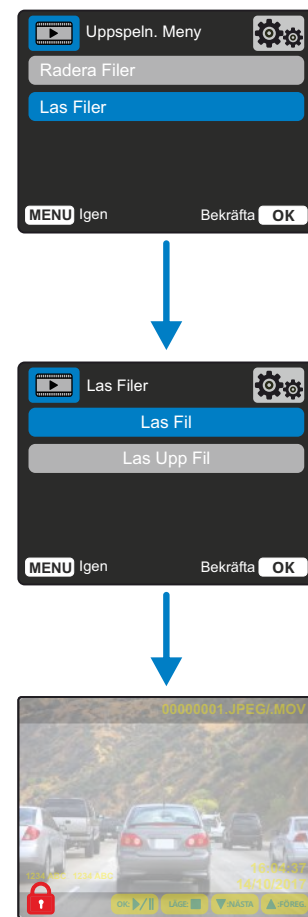 Uppspeln. Meny
Radera Filer
Las Filer
MENU Igen Bekräfta OK
Las Filer
Las Fil
Las Upp Fil
MENU Igen Bekräfta OK
00000001.JPEG/.MOV
OK: LÄGE: :NÄSTA :FÖREG.